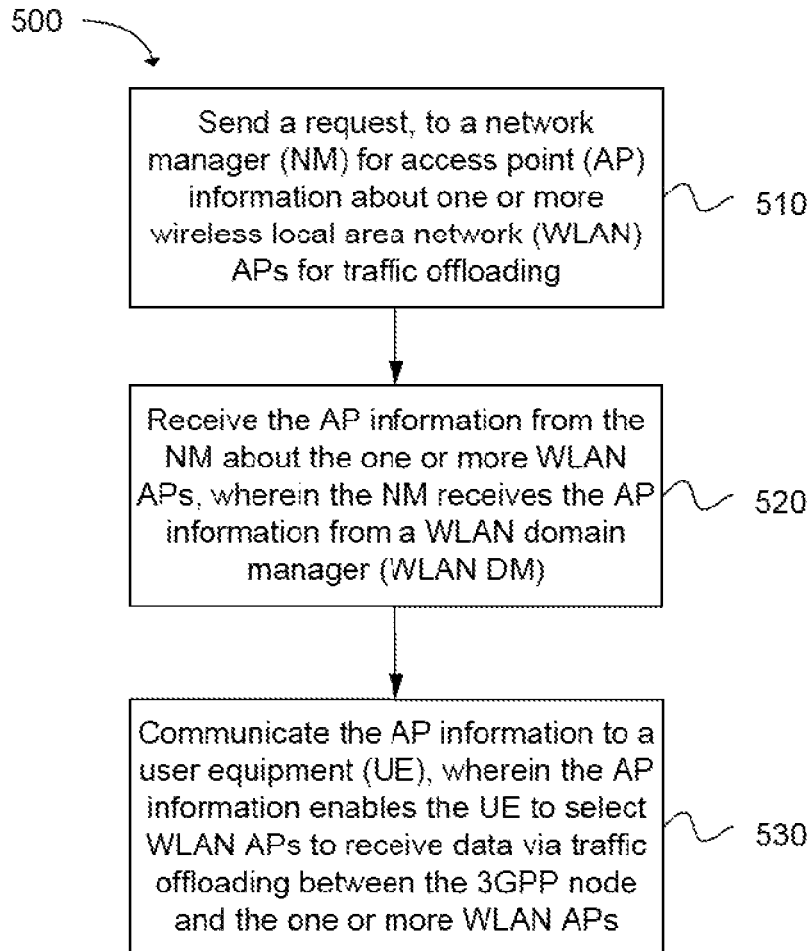 500
Send a request, to a network
manager (NM) for access point (AP)
information about one or more
wireless local area network (WLAN)
APs for traffic offloading
510
Receive the AP information from the
NM about the one or more WLAN
APs, wherein the NM receives the AP
information from a WLAN domain
manager (WLAN DM)
520
Communicate the AP information to a
user equipment (UE), wherein the AP
information enables the UE to select
WLAN APs to receive data via traffic
offloading between the 3GPP node
and the one or more WLAN APs
530